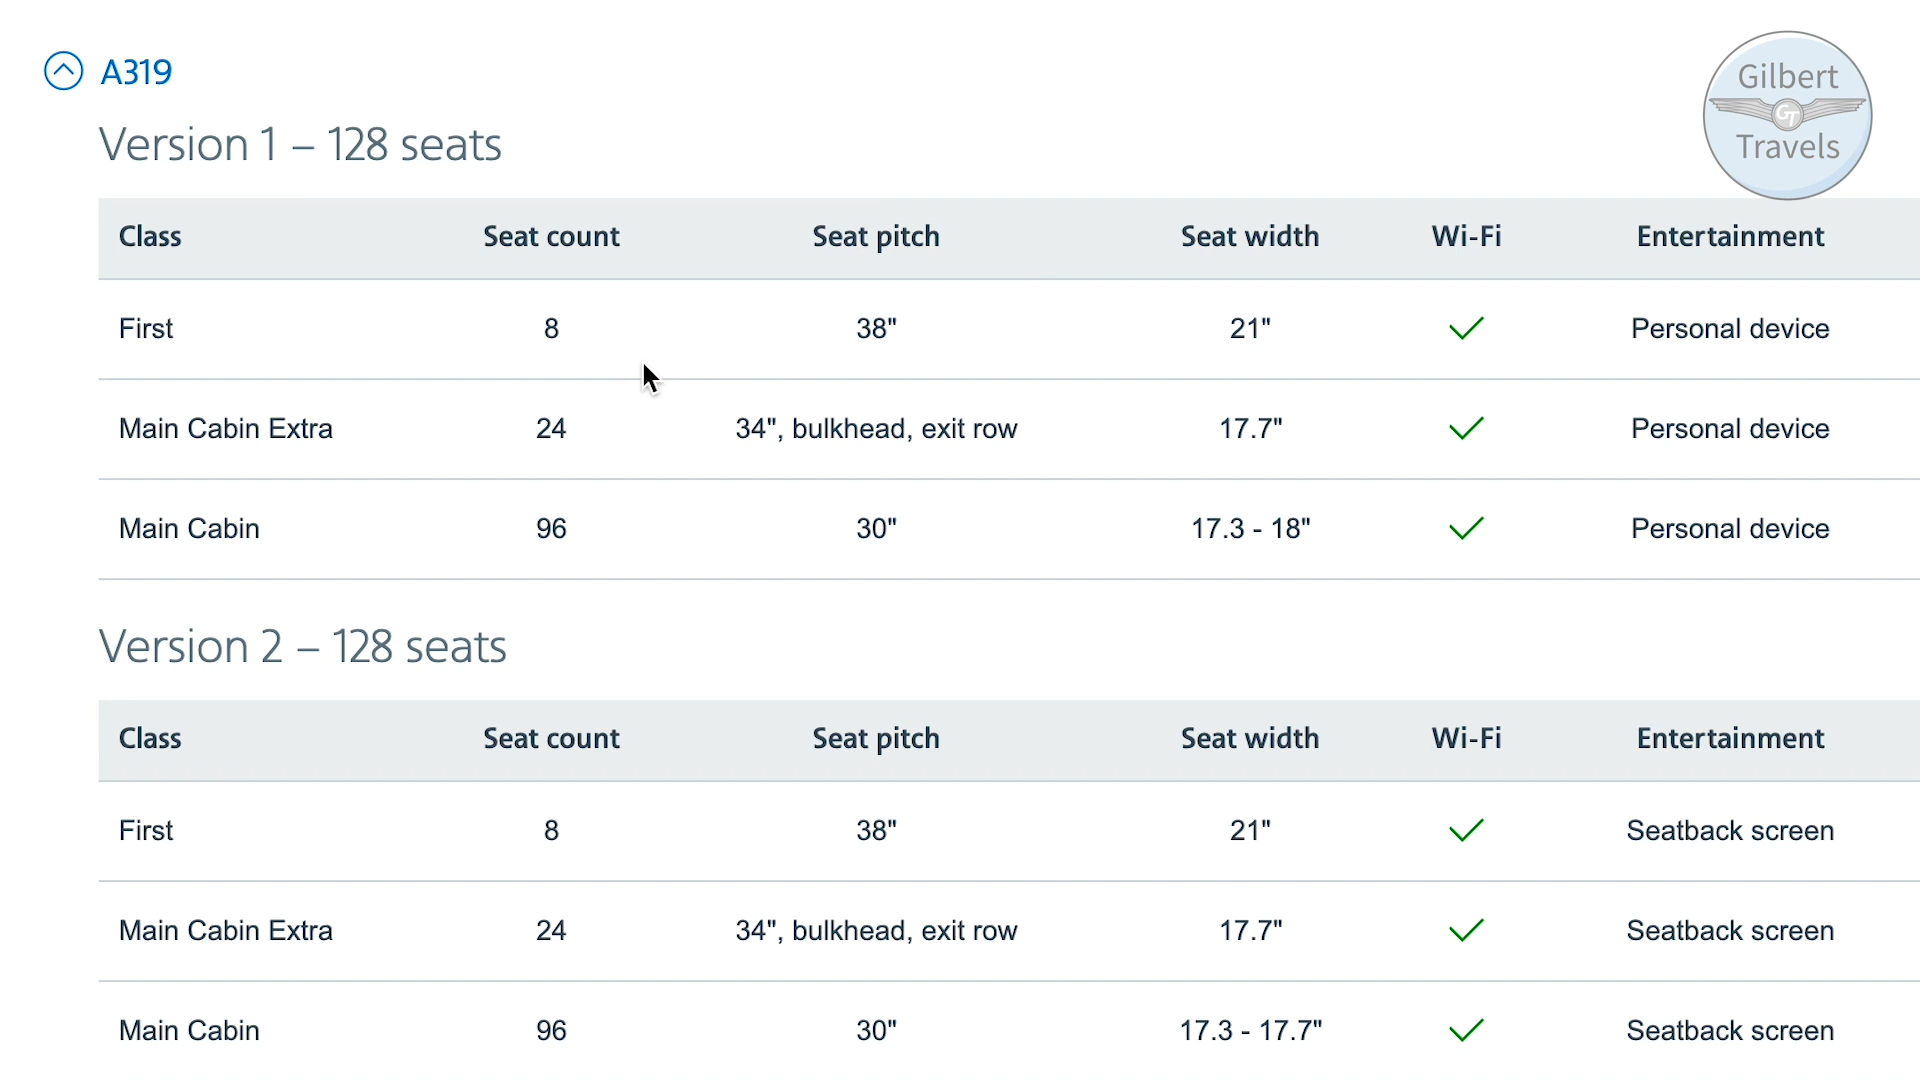 A319
Gilbert
GT
Travels
Version 1 – 128 seats
Class Seat count Seat pitch Seat width Wi-Fi Entertainment
First 8 38" 21" Personal device
Main Cabin Extra 24 34", bulkhead, exit row 17.7" Personal device
Main Cabin 96 30" 17.3 - 18" Personal device
Version 2 – 128 seats
Class Seat count Seat pitch Seat width Wi-Fi Entertainment
First 8 38" 21" Seatback screen
Main Cabin Extra 24 34", bulkhead, exit row 17.7" Seatback screen
Main Cabin 96 30" 17.3 - 17.7" Seatback screen